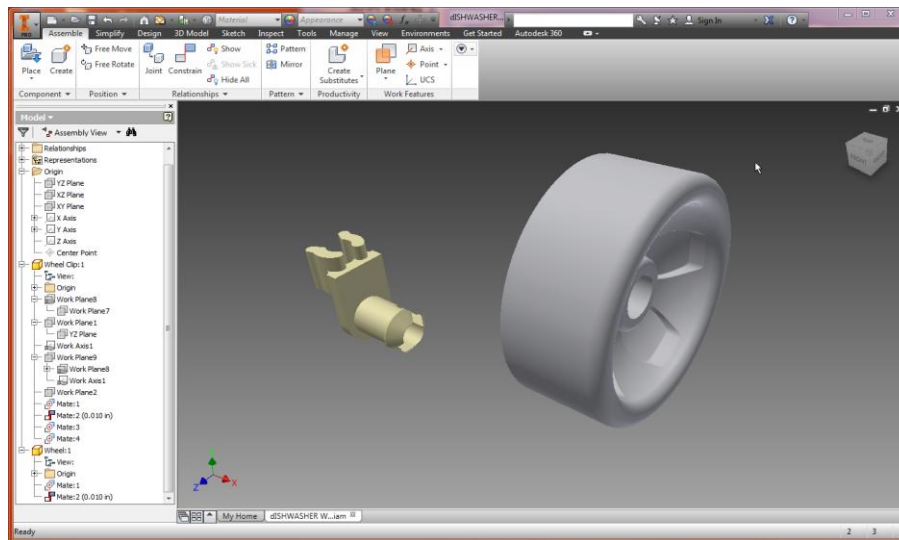 PRO
Material
Appearance
dISHWASHER...
Sign In
Assemble Simplify Design 3D Model Sketch Inspect Tools Manage View Environments Get Started Autodesk 360
Place
Create
Free Move
Free Rotate
Joint
Constrain
Show
Show Sick
Hide All
Pattern
Mirror
Create
Substitutes
Plane
Axis
Point
UCS
Component Position Relationships Pattern Productivity Work Features
Model
Assembly View
Relationships
Representations
Origin
YZ Plane
XZ Plane
XY Plane
X Axis
Y Axis
Z Axis
Center Point
Wheel Clip:1
View:
Origin
Work Plane8
Work Plane7
Work Plane1
YZ Plane
Work Axis1
Work Plane9
Work Plane8
Work Axis1
Work Plane2
Mate:1
Mate:2 (0.010 in)
Mate:3
Mate:4
Wheel:1
View:
Origin
Mate:1
Mate:2 (0.010 in)
Z X
My Home dISHWASHER W...iam
Ready 2 3